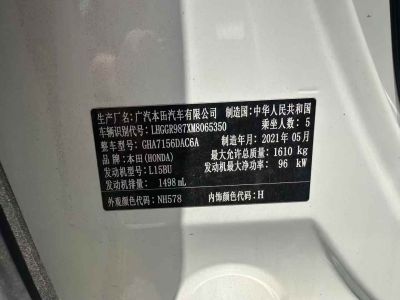 生产厂名:广汽本田汽车有限公司 制造国:中华人民共和国
车辆识别代号:LHGGR987XM8065350 乘坐人数:5
整车型号:GHA7156DAC6A 制造年月:2021年05月
品牌:本田(HONDA) 最大允许总质量:1610 kg
发动机型号:L15BU 发动机最大净功率:96 kW
发动机排量:1498 mL
外观颜色代码:NH578 内饰颜色代码:H